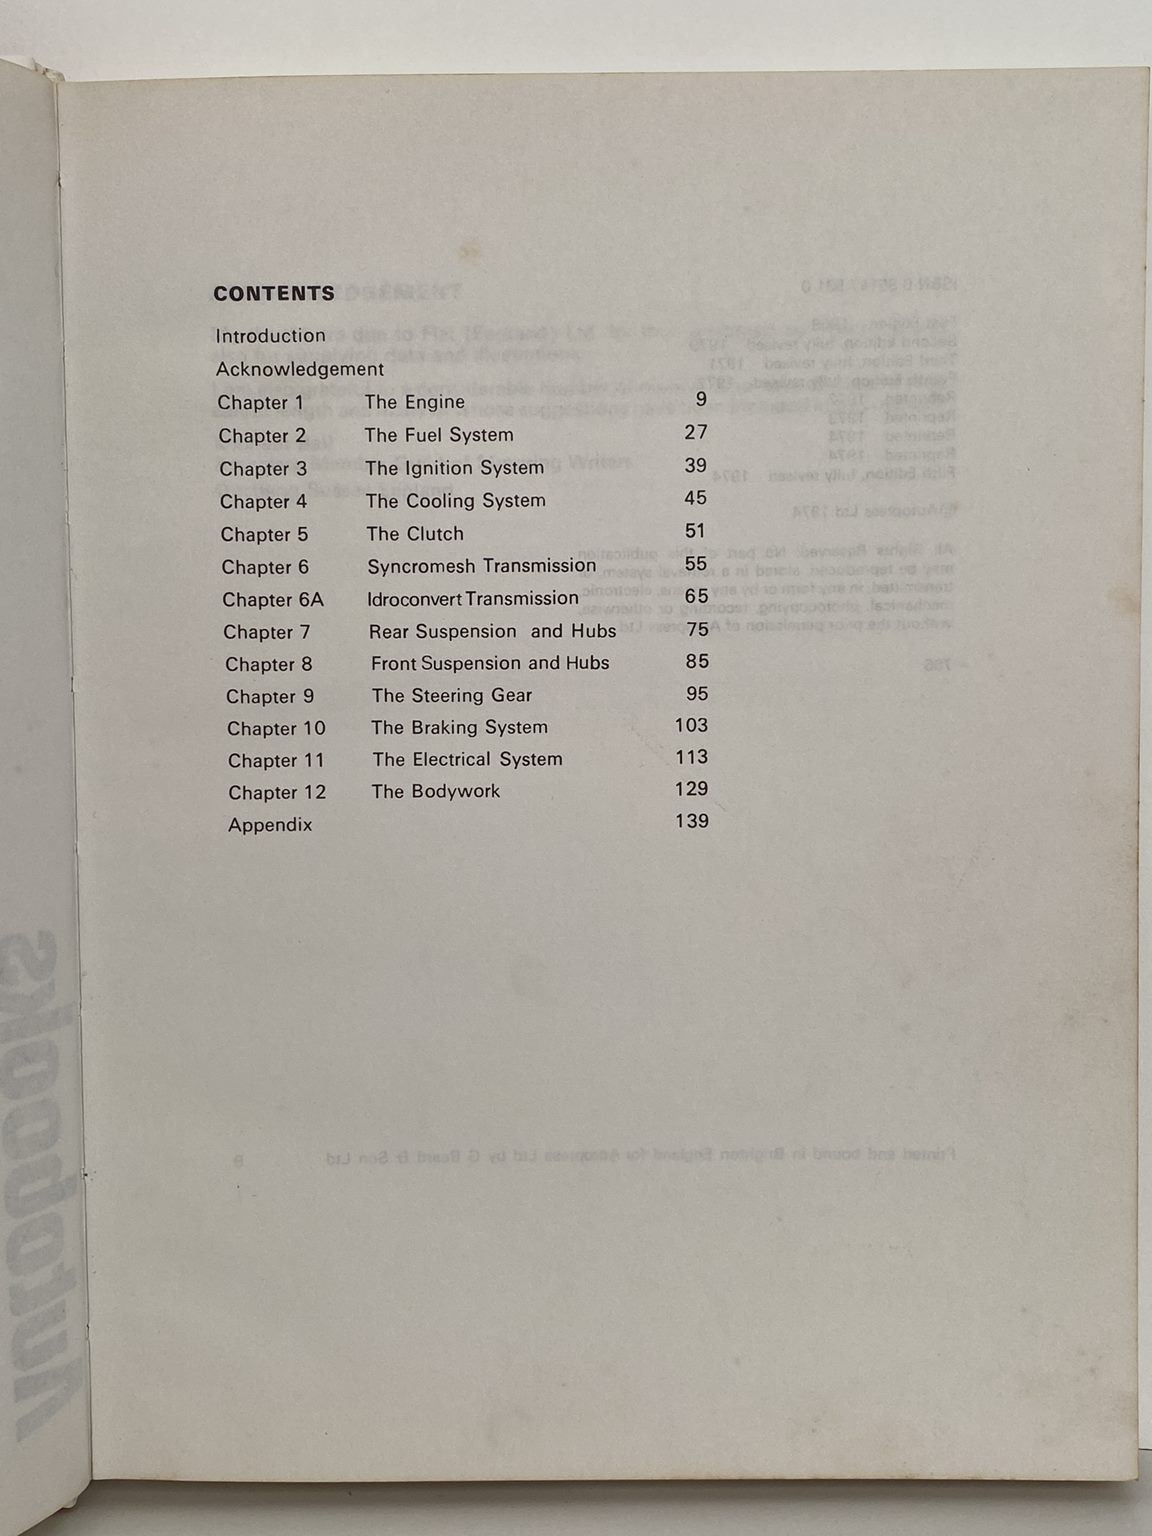 CONTENTS
Introduction
Acknowledgement
Chapter 1 The Engine 9
Chapter 2 The Fuel System 27
Chapter 3 The Ignition System 39
Chapter 4 The Cooling System 45
Chapter 5 The Clutch 51
Chapter 6 Syncromesh Transmission 55
Chapter 6A Idroconvert Transmission 65
Chapter 7 Rear Suspension and Hubs 75
Chapter 8 Front Suspension and Hubs 85
Chapter 9 The Steering Gear 95
Chapter 10 The Braking System 103
Chapter 11 The Electrical System 113
Chapter 12 The Bodywork 129
Appendix 139
Autobooks